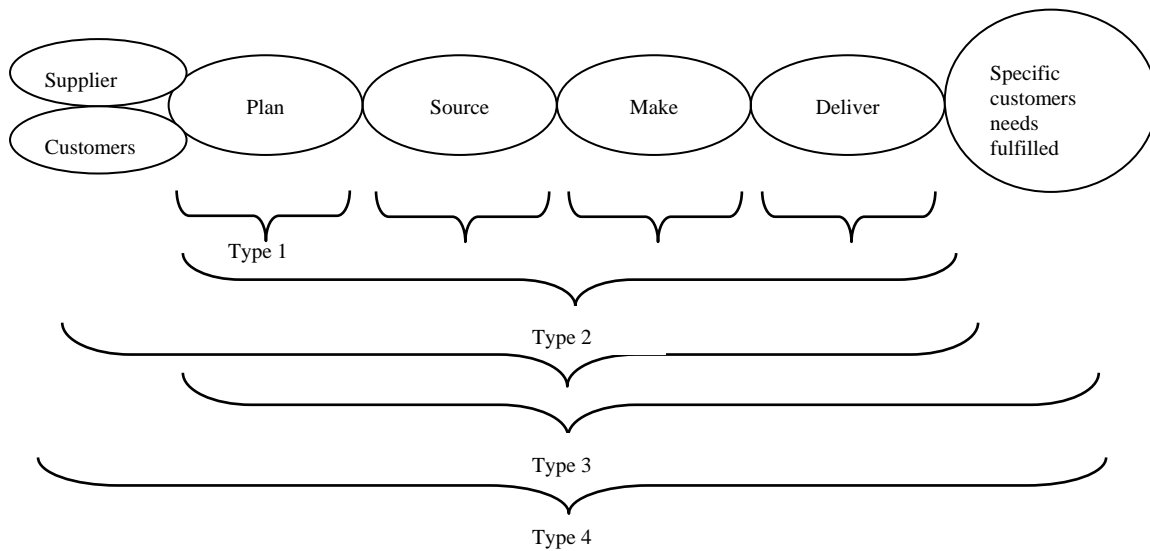 Supplier
Customers
Plan
Source
Make
Deliver
Specific
customers
needs
fulfilled
Type 1
Type 2
Type 3
Type 4